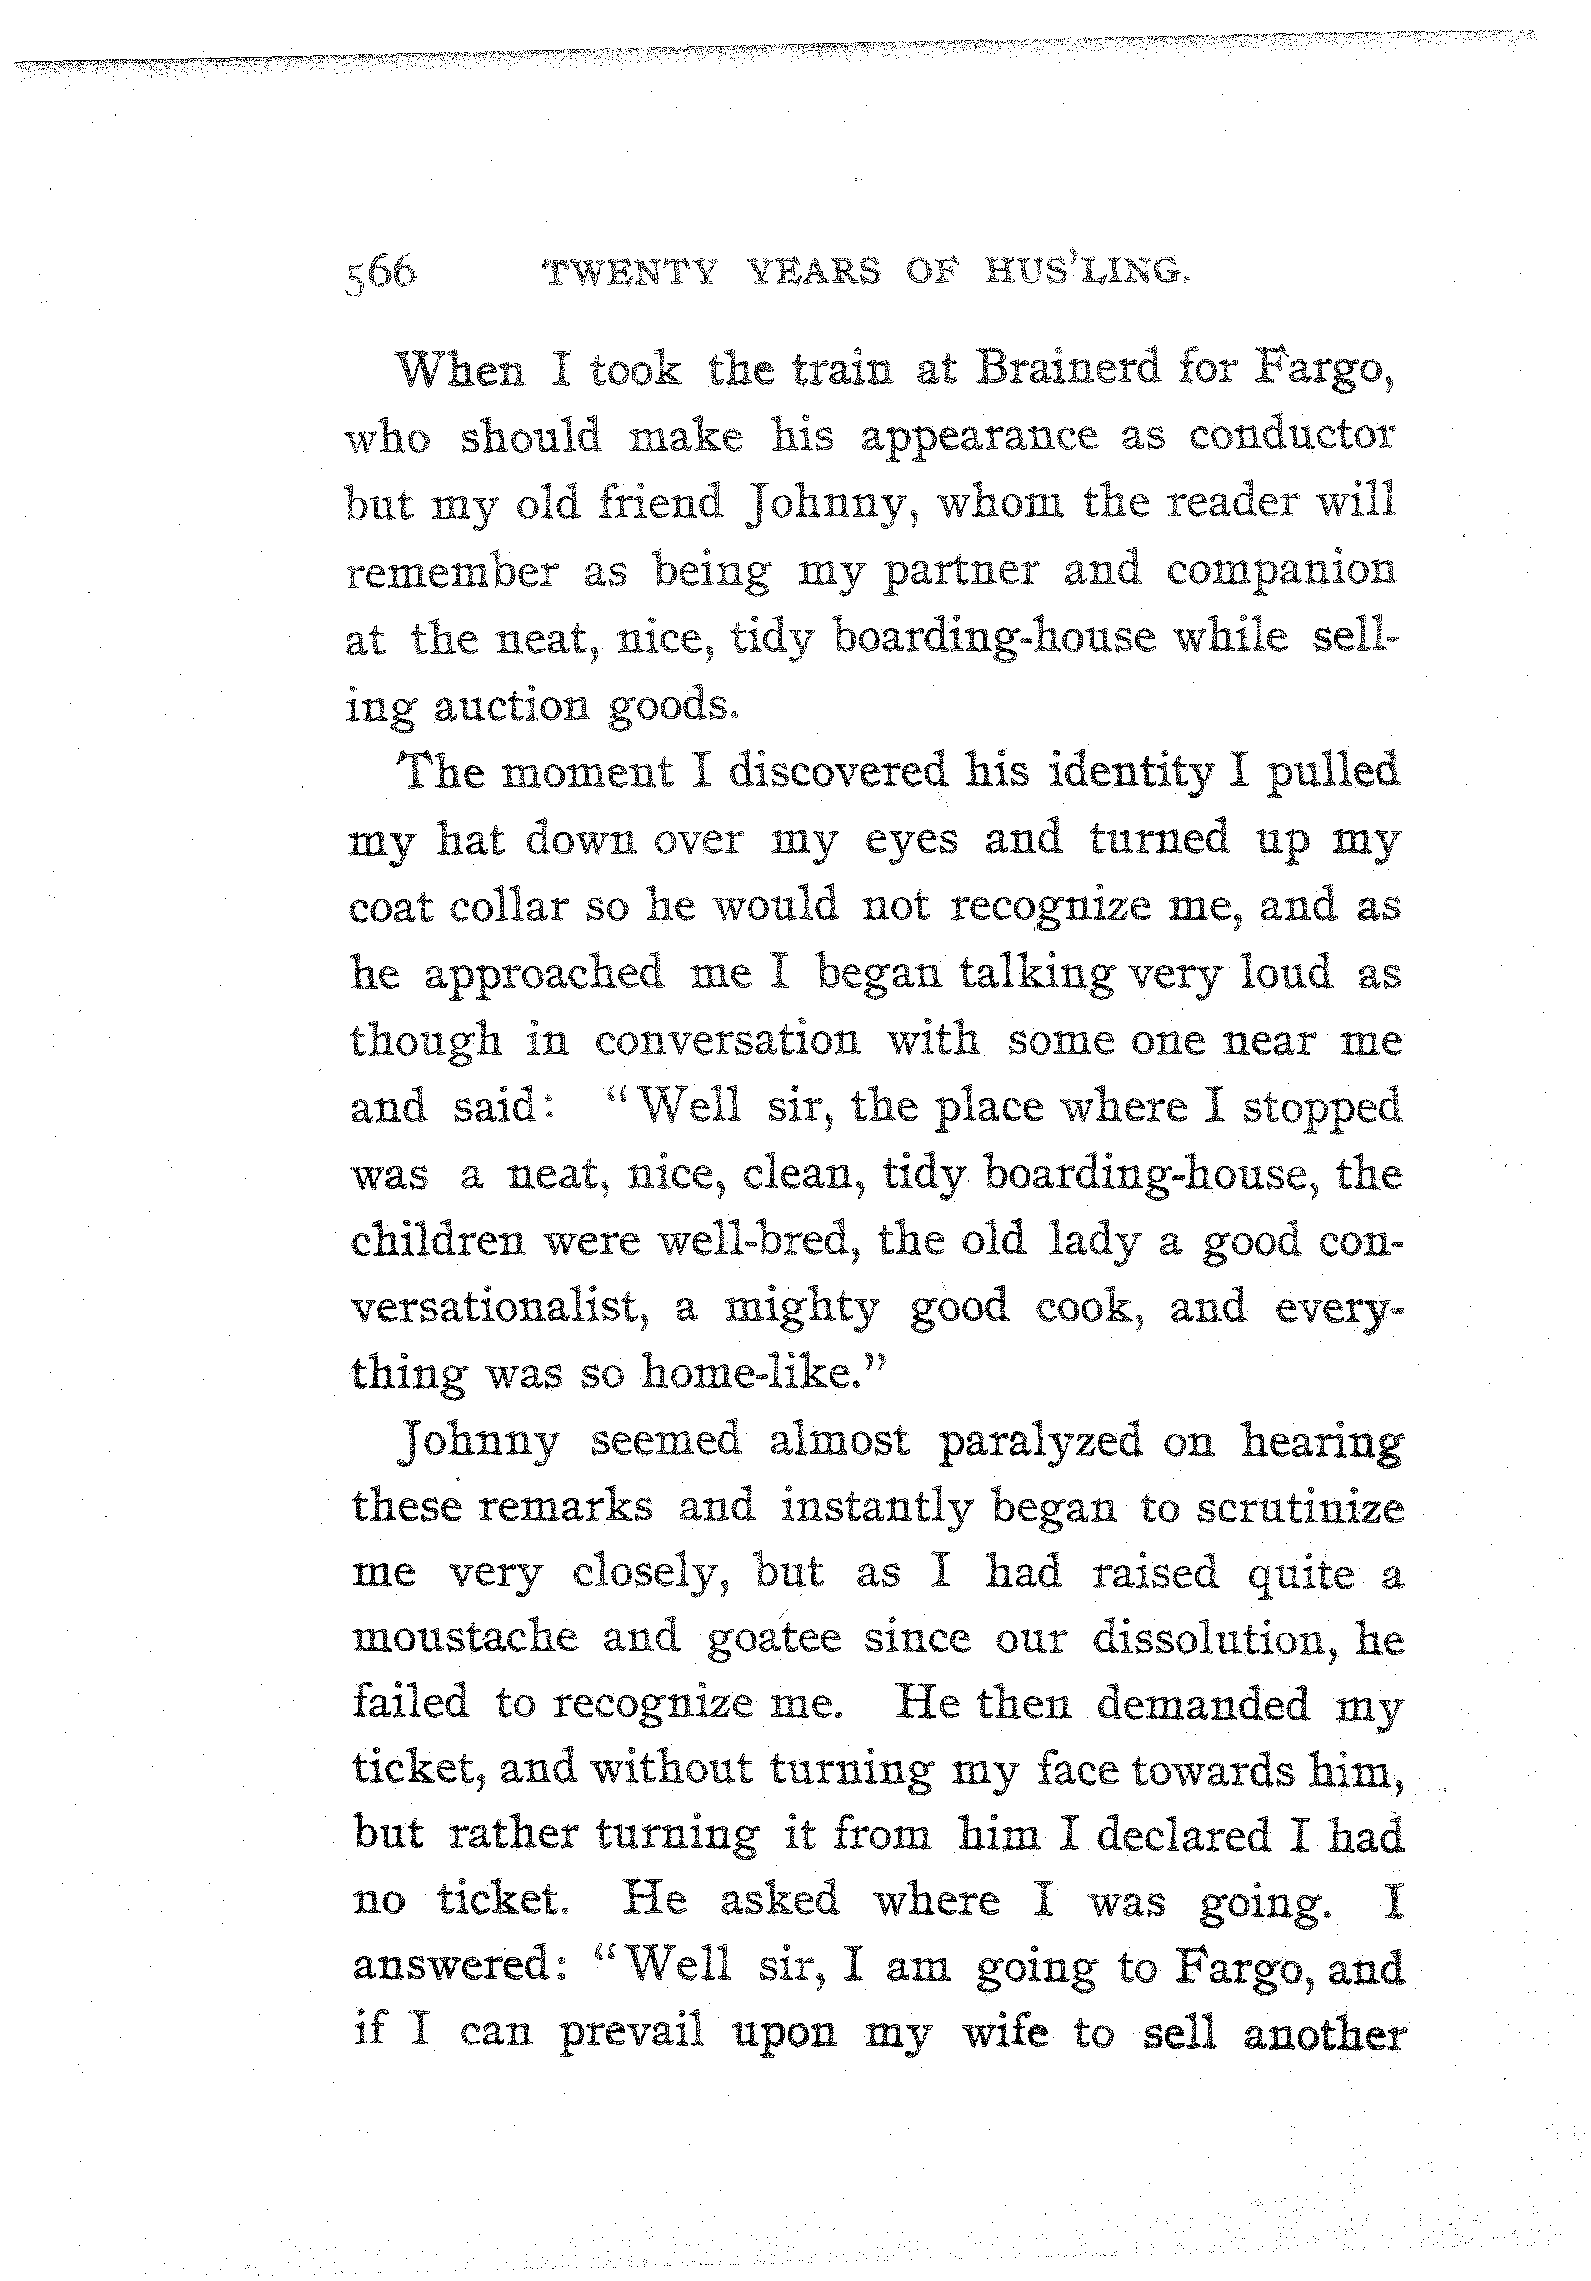 566 TWENTY YEARS OF HUS'LING.
When I took the train at Brainerd for Fargo,
who should make his appearance as conductor
but my old friend Johnny, whom the reader will
remember as being my partner and companion
at the neat, nice, tidy boarding-house while sell-
ing auction goods.
The moment I discovered his identity I pulled
my hat down over my eyes and turned up my
coat collar so he would not recognize me, and as
he approached me I began talking very loud as
though in conversation with some one near me
and said: "Well sir, the place where I stopped
was a neat, nice, clean, tidy boarding-house, the
children were well-bred, the old lady a good con-
versationalist, a mighty good cook, and every-
thing was so home-like."
Johnny seemed almost paralyzed on hearing
these remarks and instantly began to scrutinize
me very closely, but as I had raised quite a
moustache and goatee since our dissolution, he
failed to recognize me. He then demanded my
ticket, and without turning my face towards him,
but rather turning it from him I declared I had
no ticket. He asked where I was going. I
answered: "Well sir, I am going to Fargo, and
if I can prevail upon my wife to sell another